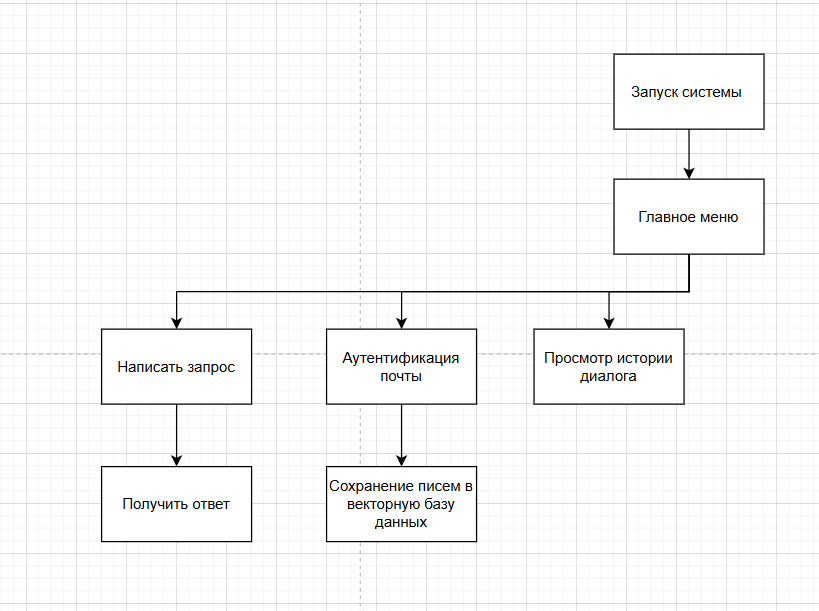 Запуск системы
Главное меню
Написать запрос
Аутентификация
почты
Просмотр истории
диалога
Получить ответ
Сохранение писем в
векторную базу
данных